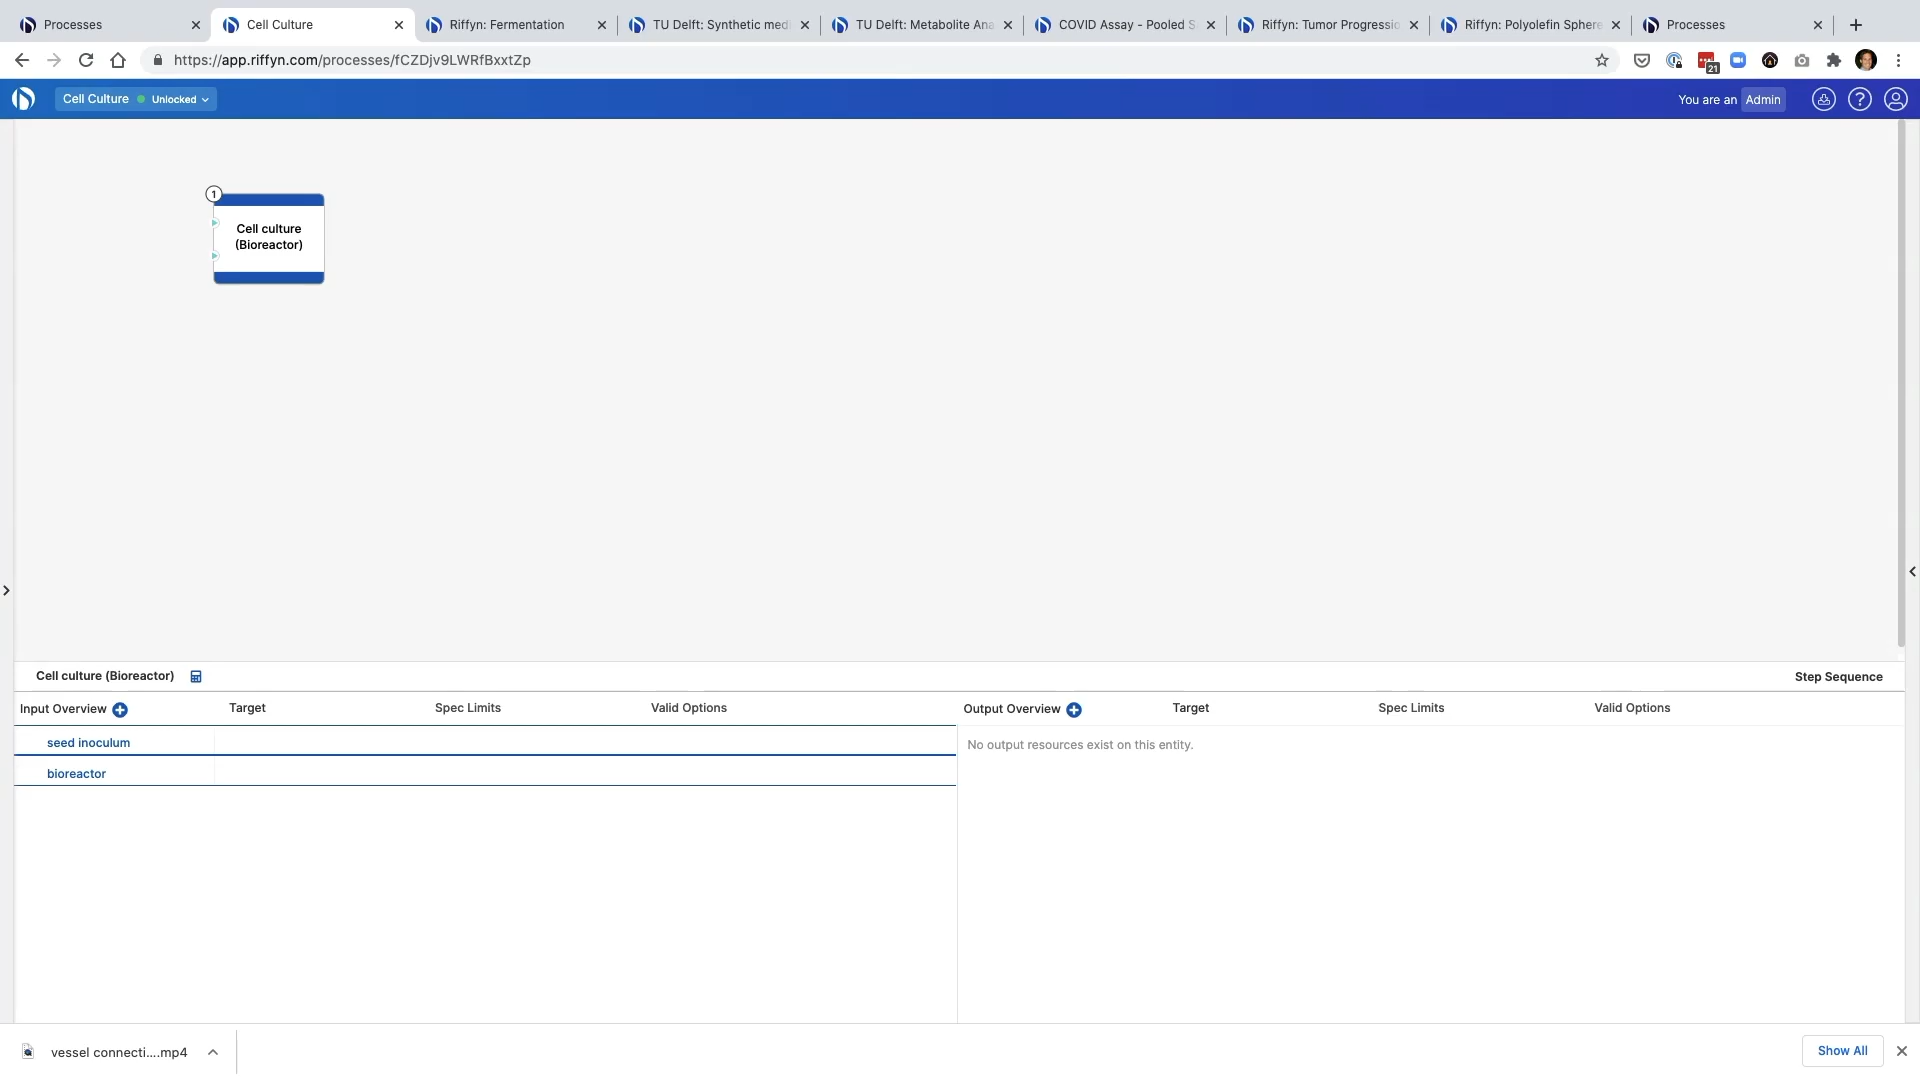 Processes
Cell Culture
Riffyn: Fermentation
TU Delft: Synthetic med
TU Delft: Metabolite Ana
COVID Assay - Pooled S
Riffyn: Tumor Progressio
Riffyn: Polyolefin Sphere
Processes
https://app.riffyn.com/processes/fCZDjv9LWRfBxxtZp
21
Cell Culture Unlocked
You are an Admin
1
Cell culture
(Bioreactor)
Cell culture (Bioreactor)
Step Sequence
Input Overview Target Spec Limits Valid Options
Output Overview Target Spec Limits Valid Options
seed inoculum
No output resources exist on this entity.
bioreactor
vessel connecti....mp4
Show All